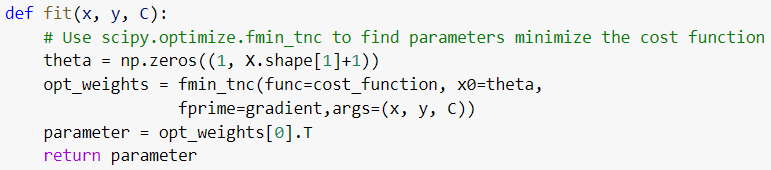 def fit(x, y, C):
    # Use scipy.optimize.fmin_tnc to find parameters minimize the cost function
    theta = np.zeros((1, X.shape[1]+1))
    opt_weights = fmin_tnc(func=cost_function, x0=theta,
                  fprime=gradient,args=(x, y, C))
    parameter = opt_weights[0].T
    return parameter